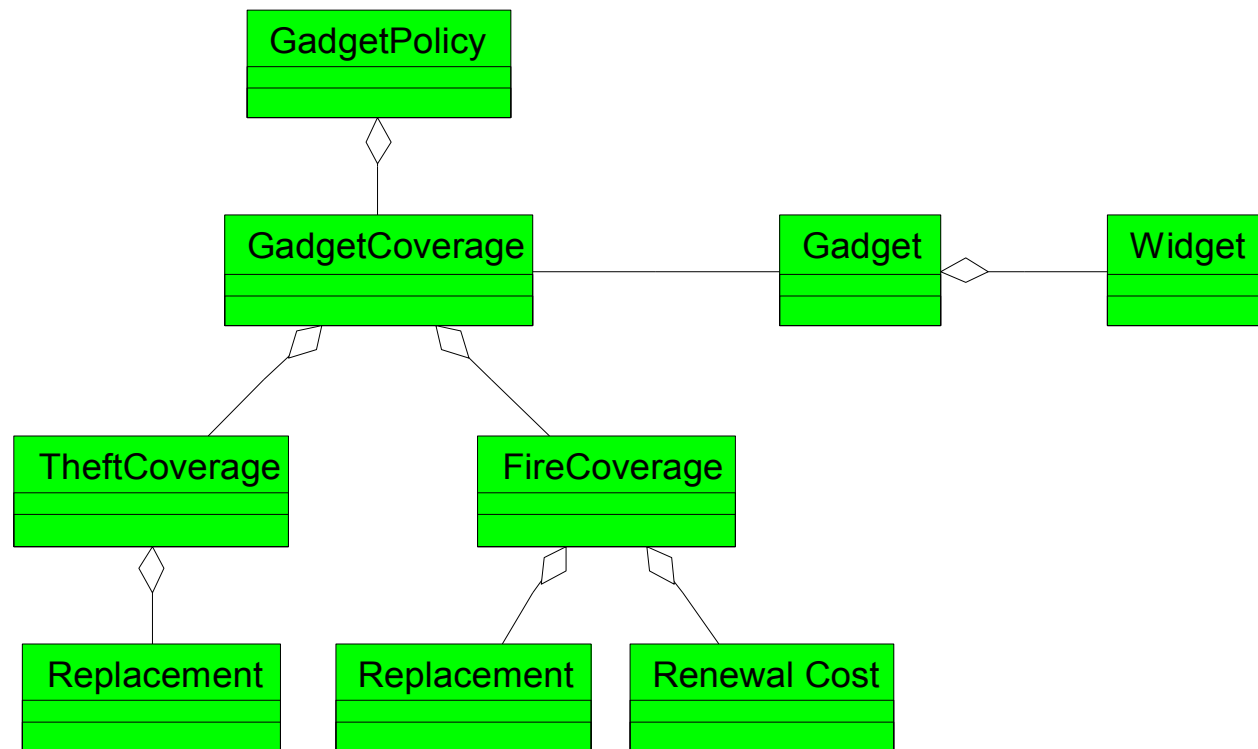 GadgetPolicy
GadgetCoverage
Gadget
Widget
TheftCoverage
FireCoverage
Replacement
Replacement
Renewal Cost